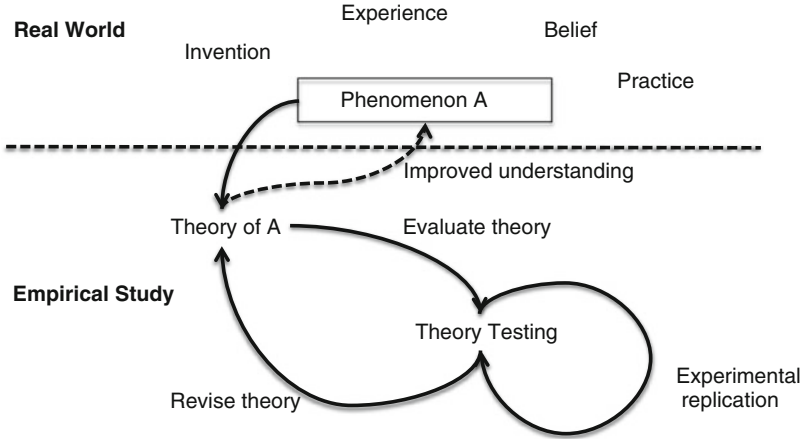 Experience
Real World
Belief
Invention
Practice
Phenomenon A
Improved understanding
Theory of A
Evaluate theory
Empirical Study
Theory Testing
Experimental
replication
Revise theory